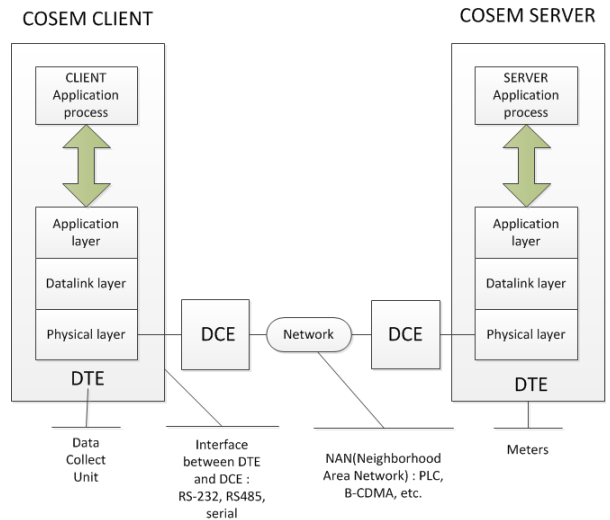 COSEM CLIENT
COSEM SERVER
CLIENT
Application
process
SERVER
Application
process
Application
layer
Application
layer
Datalink layer
Datalink layer
Physical layer
DCE
Network
DCE
Physical layer
DTE
DTE
Data
Collect
Unit
Interface
between DTE
and DCE :
RS-232, RS485,
serial
NAN(Neighborhood
Area Network) : PLC,
B-CDMA, etc.
Meters